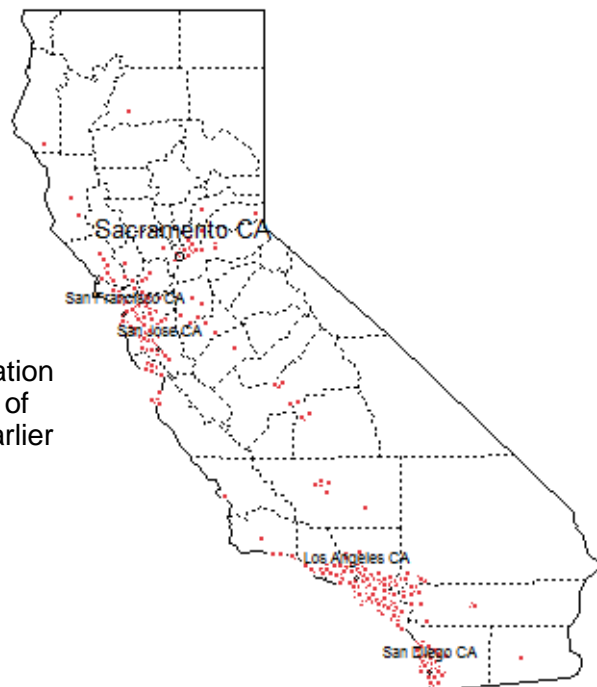 Sacramento CA
San Francisco CA
San Jose CA
ation
of
arlier
Los Angeles CA
San Diego CA